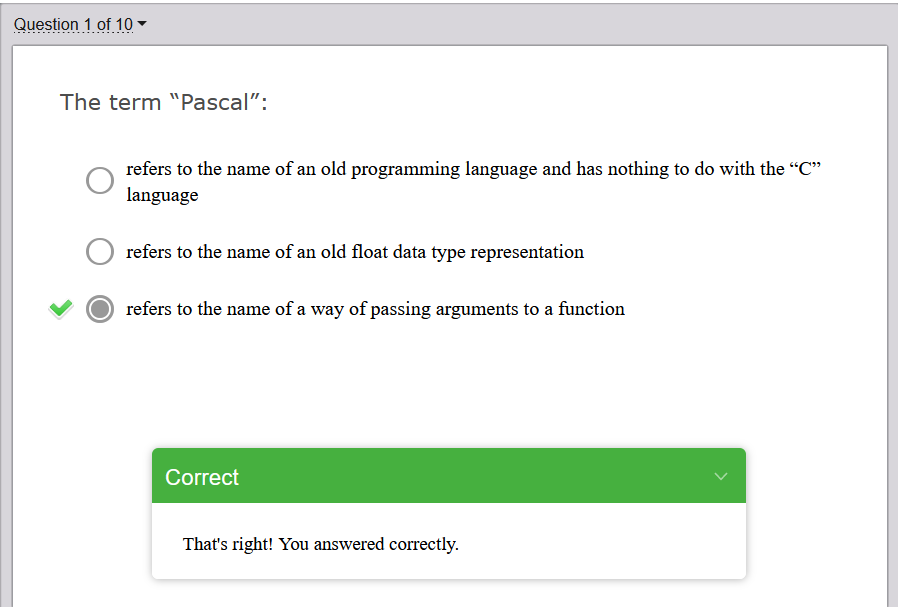 Question 1 of 10
The term “Pascal”:
refers to the name of an old programming language and has nothing to do with the “C”
language
refers to the name of an old float data type representation
refers to the name of a way of passing arguments to a function
Correct
That's right! You answered correctly.